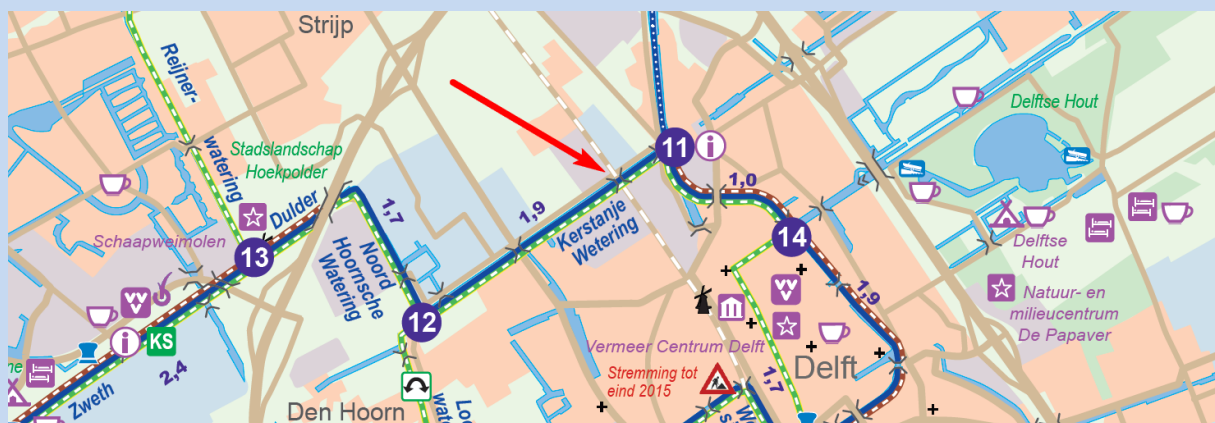 Strijp
Reijner-
watering
Stadslandschap
Hoekpolder
Dulder
Schaapweimolen
13
1,7
Noord
Hoornsche
Watering
12
1,9
Kerstanje
Wetering
11
i
1,0
14
1,9
Delftse Hout
Delftse
Hout
Natuur- en
milieucentrum
De Papaver
VVV
i
KS
2,4
Zweth
Den Hoorn
VVV
Vermeer Centrum Delft
Stremming tot
eind 2015
1,7
Delft